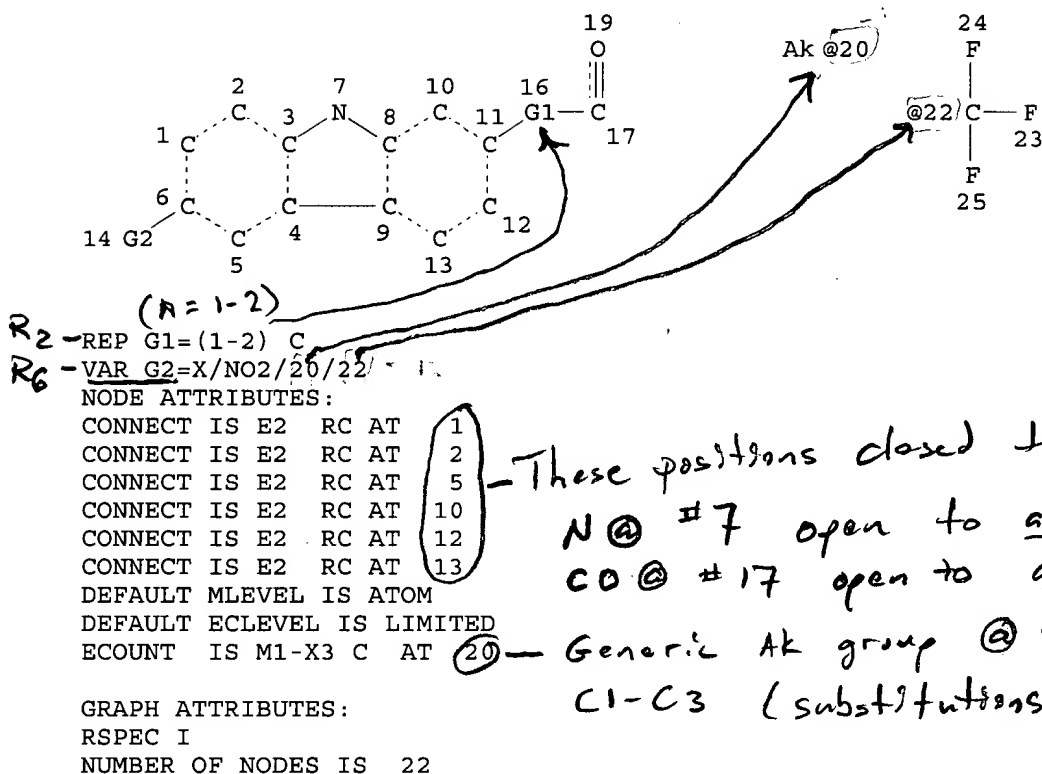 19
24
O
Ak @20
F
2 7 10 16
C N C G1 C
@22 C F
1 3 8 11 17 23
C C C C
F
6 25
C C C C
14 G2 C 4 9 C 12
5 13
(A = 1-2)
R2 - REP G1=(1-2) C
R6 - VAR G2=X/NO2/20/22
NODE ATTRIBUTES:
CONNECT IS E2 RC AT 1
CONNECT IS E2 RC AT 2
CONNECT IS E2 RC AT 5
CONNECT IS E2 RC AT 10
CONNECT IS E2 RC AT 12
CONNECT IS E2 RC AT 13
These positions closed
N @ #7 open to
CO @ #17 open to
DEFAULT MLEVEL IS ATOM
DEFAULT ECLEVEL IS LIMITED
ECOUNT IS M1-X3 C AT 20 — Generic Ak group @
C1-C3 (substitutions
GRAPH ATTRIBUTES:
RSPEC I
NUMBER OF NODES IS 22